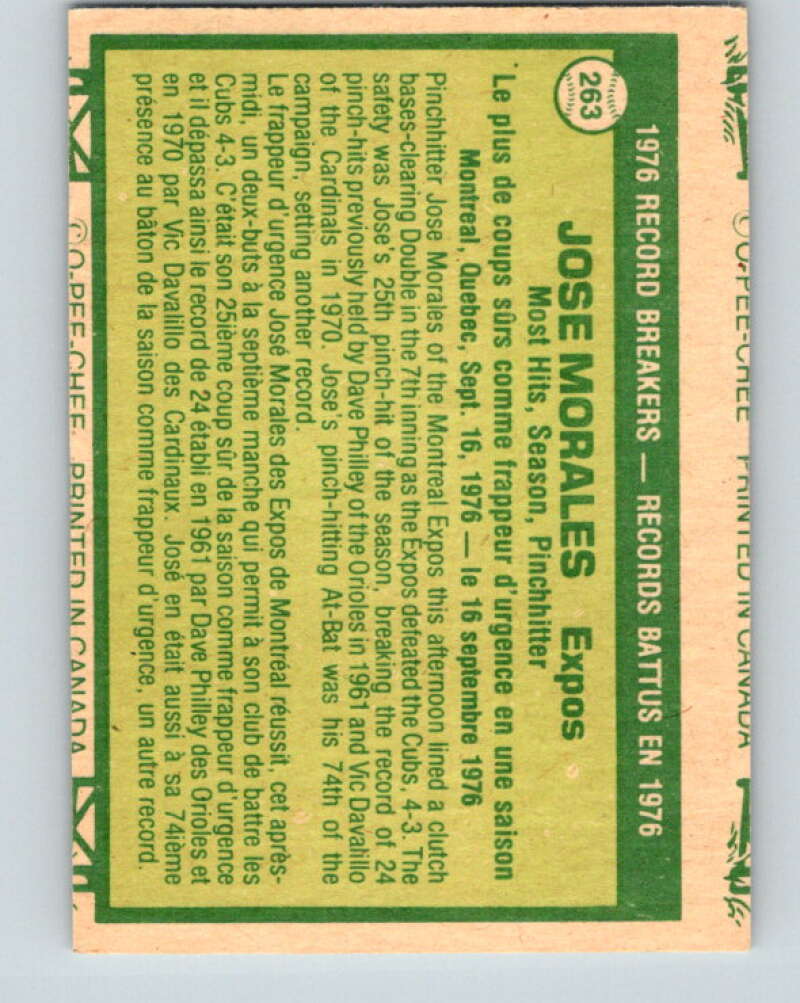 ©O-PEE-CHEE PRINTED IN CANADA
1976 RECORD BREAKERS — RECORDS BATTUS EN 1976
263
JOSE MORALES Expos
Most Hits, Season, Pinchhitter
Le plus de coups sûrs comme frappeur d'urgence en une saison
Montreal, Quebec, Sept. 16, 1976 — le 16 septembre 1976
Pinchhitter Jose Morales of the Montreal Expos this afternoon lined a clutch
bases-clearing Double in the 7th inning as the Expos defeated the Cubs, 4-3. The
safety was Jose's 25th pinch-hit of the season, breaking the record of 24
pinch-hits previously held by Dave Philley of the Orioles in 1961 and Vic Davalillo
of the Cardinals in 1970. Jose's pinch-hitting At-Bat was his 74th of the
campaign, setting another record.
Le frappeur d'urgence José Morales des Expos de Montréal réussit, cet après-
midi, un deux-buts à la septième manche qui permit à son club de battre les
Cubs 4-3. C'était son 25ième coup sûr de la saison comme frappeur d'urgence
et il dépassa ainsi le record de 24 établi en 1961 par Dave Philley des Orioles et
en 1970 par Vic Davalillo des Cardinaux. José en était aussi à sa 74ième
présence au bâton de la saison comme frappeur d'urgence, un autre record.
©O-PEE-CHEE PRINTED IN CANADA